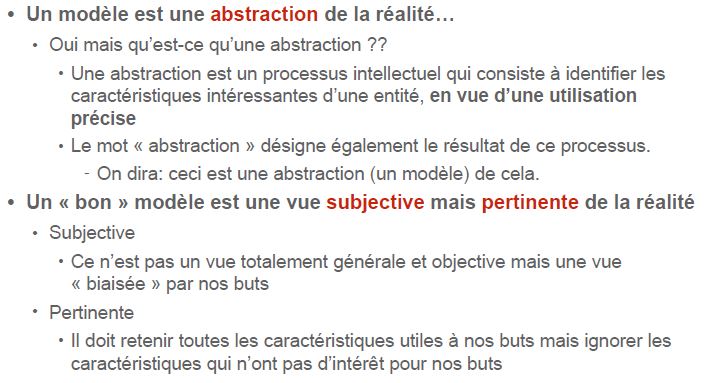 • Un modèle est une abstraction de la réalité…
• Oui mais qu'est-ce qu'une abstraction ??
• Une abstraction est un processus intellectuel qui consiste à identifier les
caractéristiques intéressantes d'une entité, en vue d'une utilisation
précise
• Le mot « abstraction » désigne également le résultat de ce processus.
- On dira: ceci est une abstraction (un modèle) de cela.
• Un « bon » modèle est une vue subjective mais pertinente de la réalité
• Subjective
• Ce n'est pas un vue totalement générale et objective mais une vue
« biaisée » par nos buts
• Pertinente
• Il doit retenir toutes les caractéristiques utiles à nos buts mais ignorer les
caractéristiques qui n'ont pas d'intérêt pour nos buts